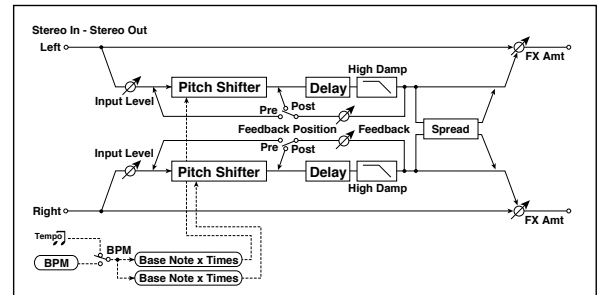 Stereo In - Stereo Out
Left
FX Amt
High Damp
Input Level
Pitch Shifter
Delay
Pre
Post
Feedback Position
Feedback
Spread
Pre
Post
Input Level
Pitch Shifter
Delay
High Damp
Right
FX Amt
Tempo
BPM
BPM
Base Note x Times
Base Note x Times